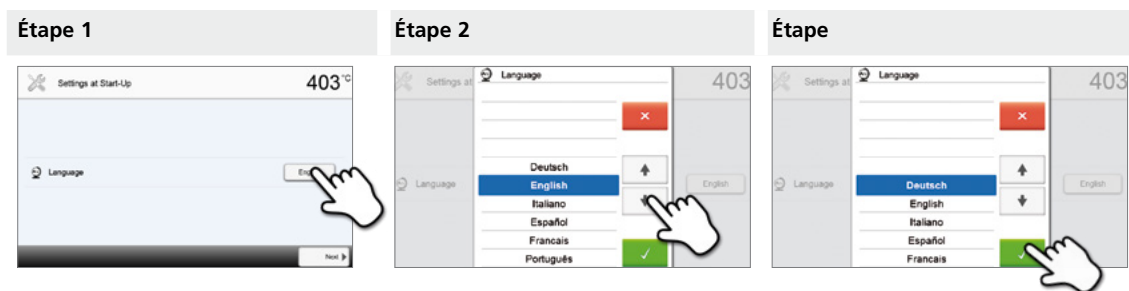 Étape 1
Settings at Start-Up
403 °C
Language
Next
Étape 2
Settings at
Language
403
Deutsch
Language
English
English
Italiano
Español
Francais
Português
Étape
Settings at
Language
403
Language
Deutsch
English
English
Italiano
Español
Francais